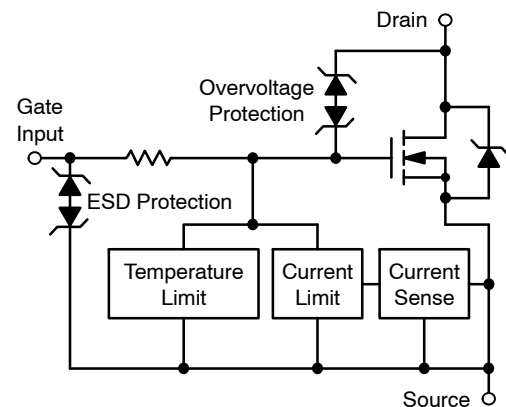 Drain
Overvoltage
Protection
Gate
Input
ESD Protection
Temperature
Limit
Current
Limit
Current
Sense
Source